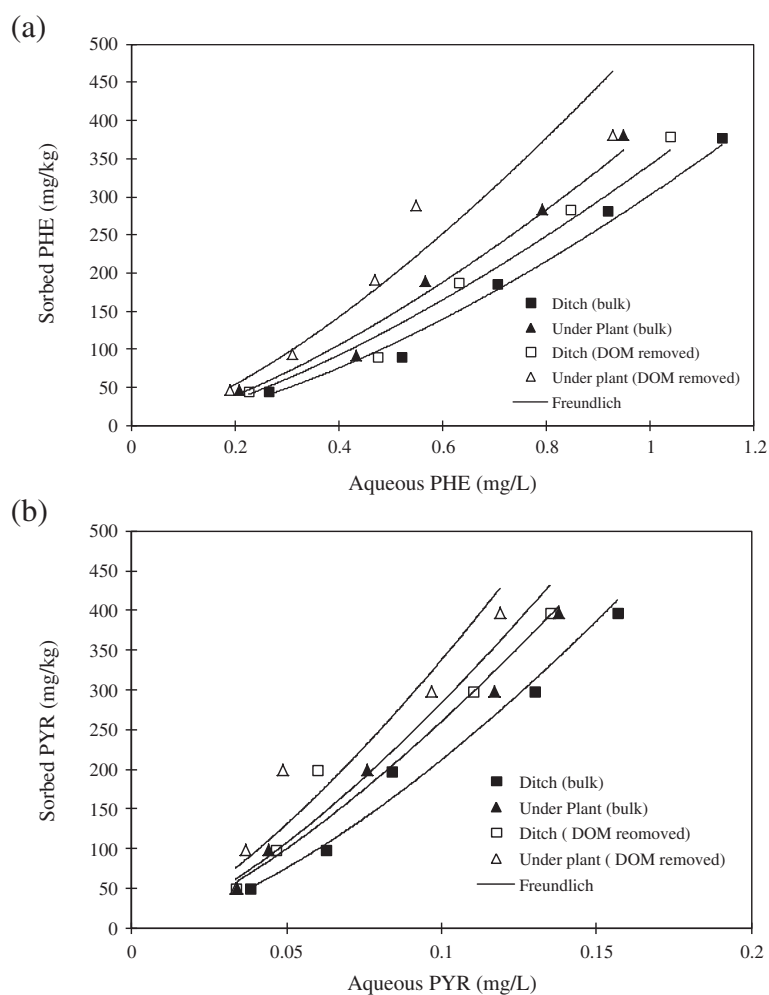 (a)
500
450
400
350
300
250
200
150
100
50
0
Sorbed PHE (mg/kg)
0
0.2
0.4
0.6
0.8
1
1.2
Aqueous PHE (mg/L)
Ditch (bulk)
Under Plant (bulk)
Ditch (DOM removed)
Under plant (DOM removed)
Freundlich
(b)
500
450
400
350
300
250
200
150
100
50
0
Sorbed PYR (mg/kg)
0
0.05
0.1
0.15
0.2
Aqueous PYR (mg/L)
Ditch (bulk)
Under Plant (bulk)
Ditch ( DOM reomoved)
Under plant ( DOM removed)
Freundlich